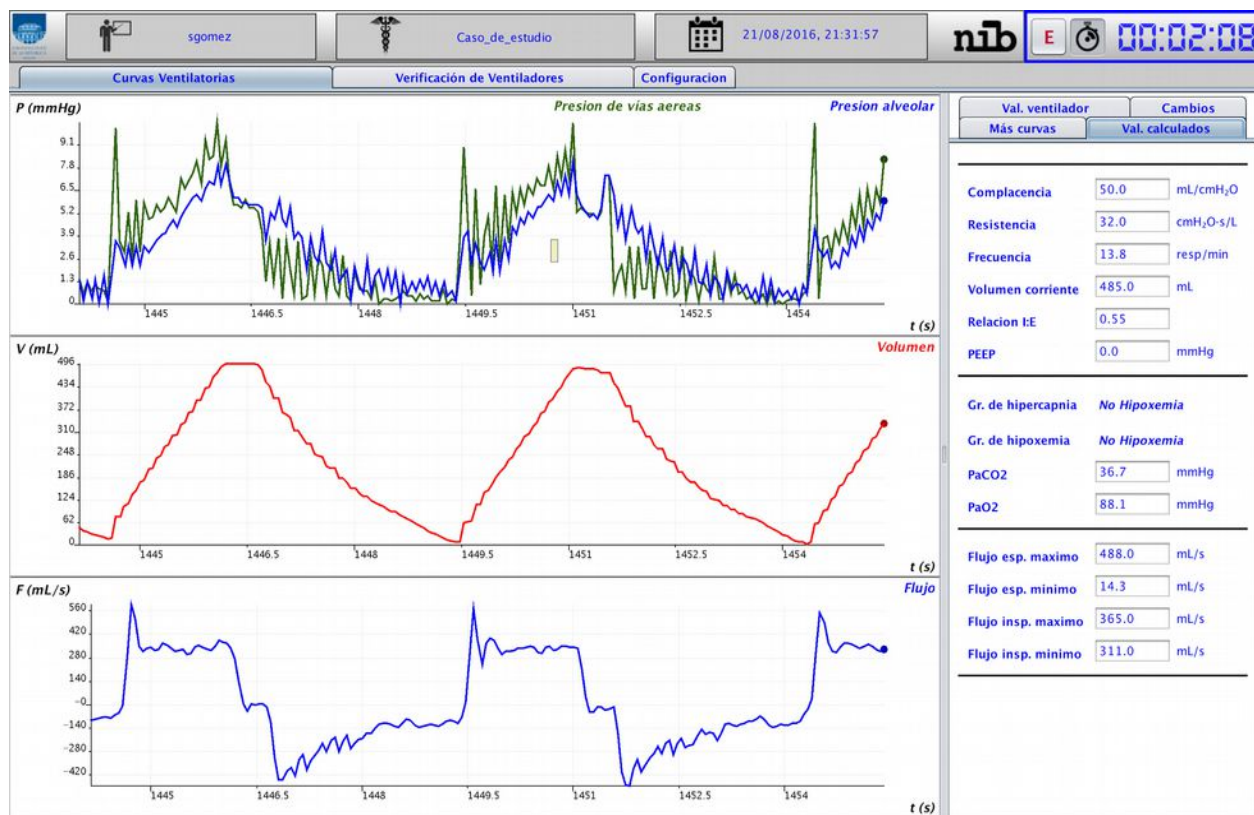 sgomez
Caso_de_estudio
21/08/2016, 21:31:57
nib
E
00:02:08
Curvas Ventilatorias
Verificación de Ventiladores
Configuracion
P (mmHg)
Presion de vías aereas
Presion alveolar
9.1
7.8
6.5
5.2
3.9
2.6
1.3
0
1445
1446.5
1448
1449.5
1451
1452.5
1454
t (s)
V (mL)
Volumen
496
434
372
310
248
186
124
62
0
1445
1446.5
1448
1449.5
1451
1452.5
1454
t (s)
F (mL/s)
Flujo
560
420
280
140
-0
-140
-280
-420
1445
1446.5
1448
1449.5
1451
1452.5
1454
t (s)
Val. ventilador
Cambios
Más curvas
Val. calculados
Complacencia 50.0 mL/cmH₂O
Resistencia 32.0 cmH₂O-s/L
Frecuencia 13.8 resp/min
Volumen corriente 485.0 mL
Relacion I:E 0.55
PEEP 0.0 mmHg
Gr. de hipercapnia No Hipoxemia
Gr. de hipoxemia No Hipoxemia
PaCO2 36.7 mmHg
PaO2 88.1 mmHg
Flujo esp. maximo 488.0 mL/s
Flujo esp. minimo 14.3 mL/s
Flujo insp. maximo 365.0 mL/s
Flujo insp. minimo 311.0 mL/s